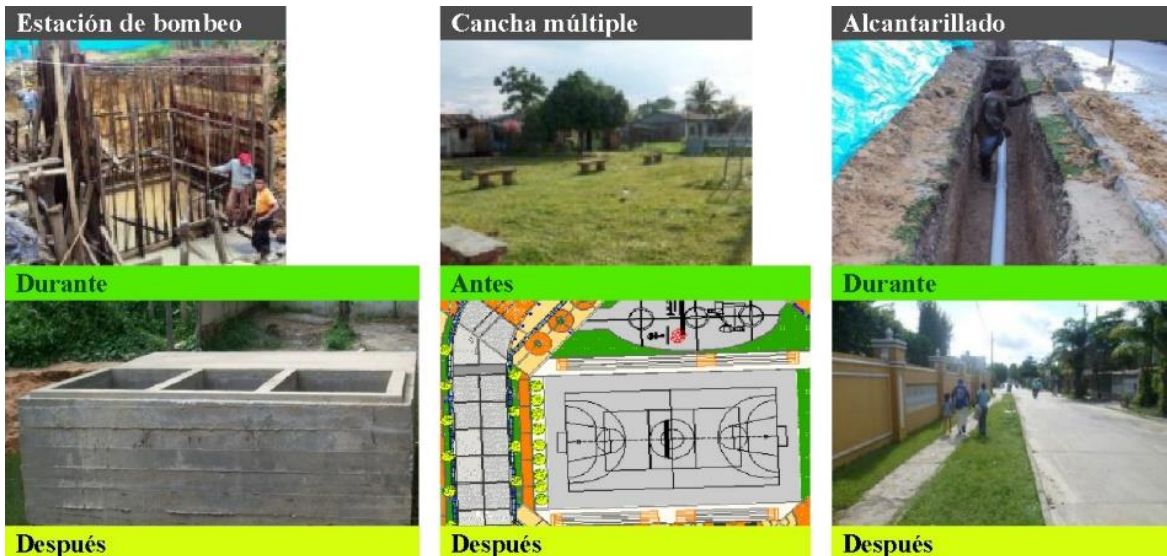 Estación de bombeo
Cancha múltiple
Alcantarillado
Durante
Antes
Durante
Después
Después
Después